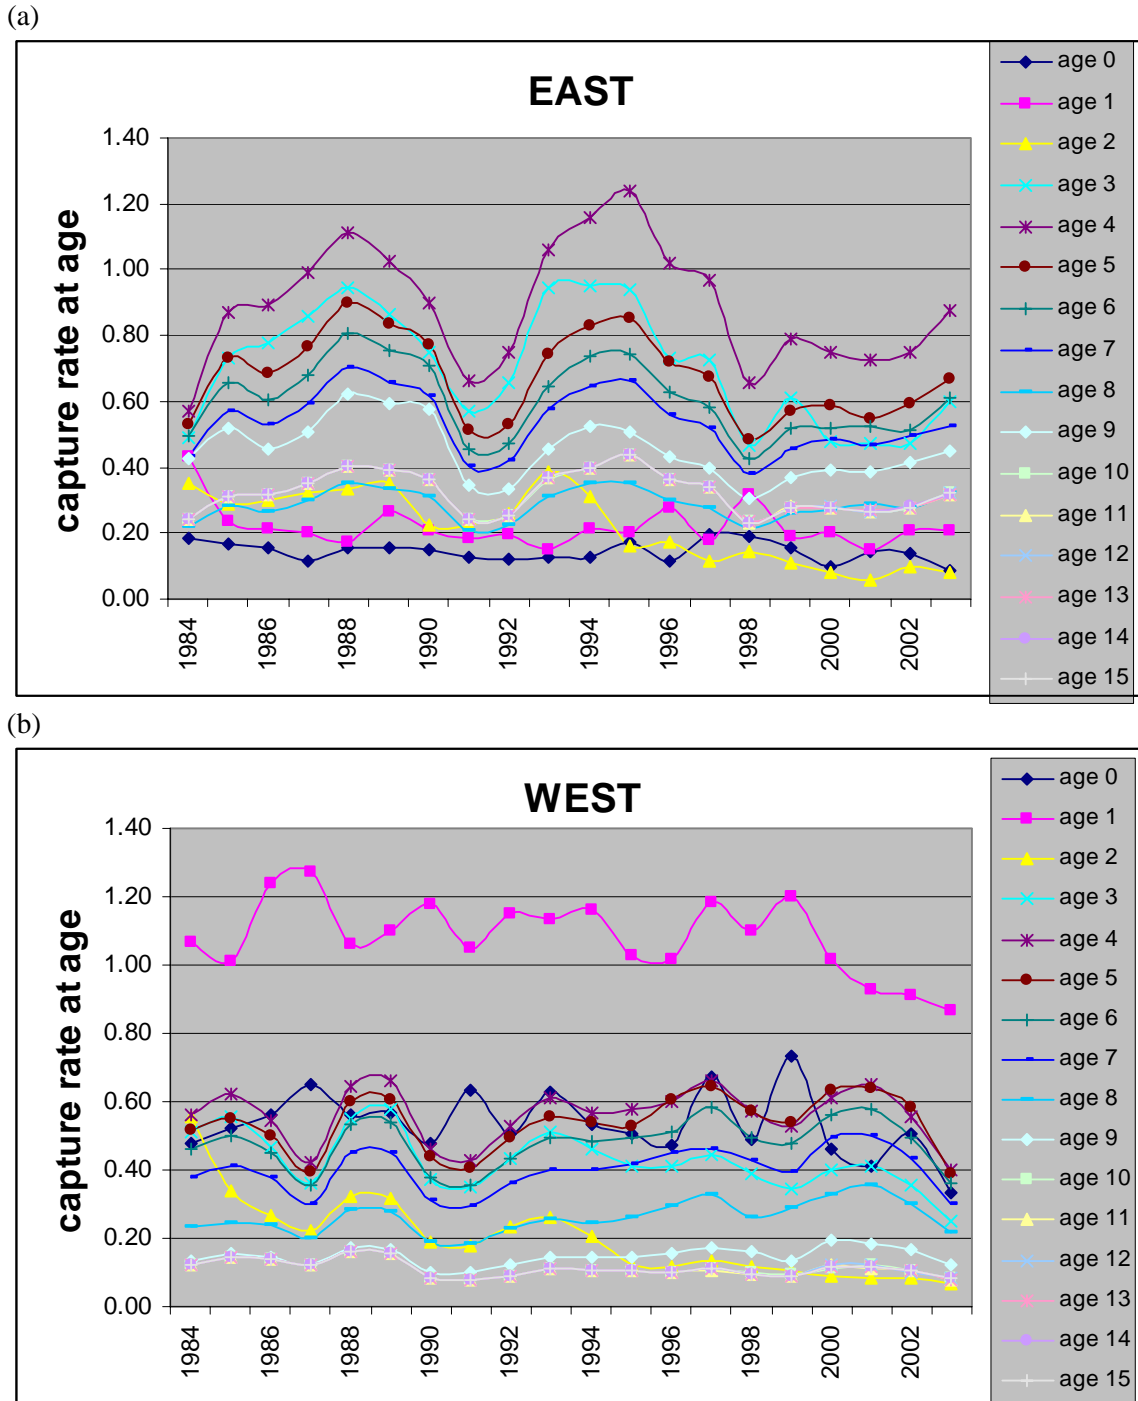 (a)
EAST
capture rate at age
1.40
1.20
1.00
0.80
0.60
0.40
0.20
0.00
1984
1986
1988
1990
1992
1994
1996
1998
2000
2002
age 0
age 1
age 2
age 3
age 4
age 5
age 6
age 7
age 8
age 9
age 10
age 11
age 12
age 13
age 14
age 15
(b)
WEST
capture rate at age
1.40
1.20
1.00
0.80
0.60
0.40
0.20
0.00
1984
1986
1988
1990
1992
1994
1996
1998
2000
2002
age 0
age 1
age 2
age 3
age 4
age 5
age 6
age 7
age 8
age 9
age 10
age 11
age 12
age 13
age 14
age 15